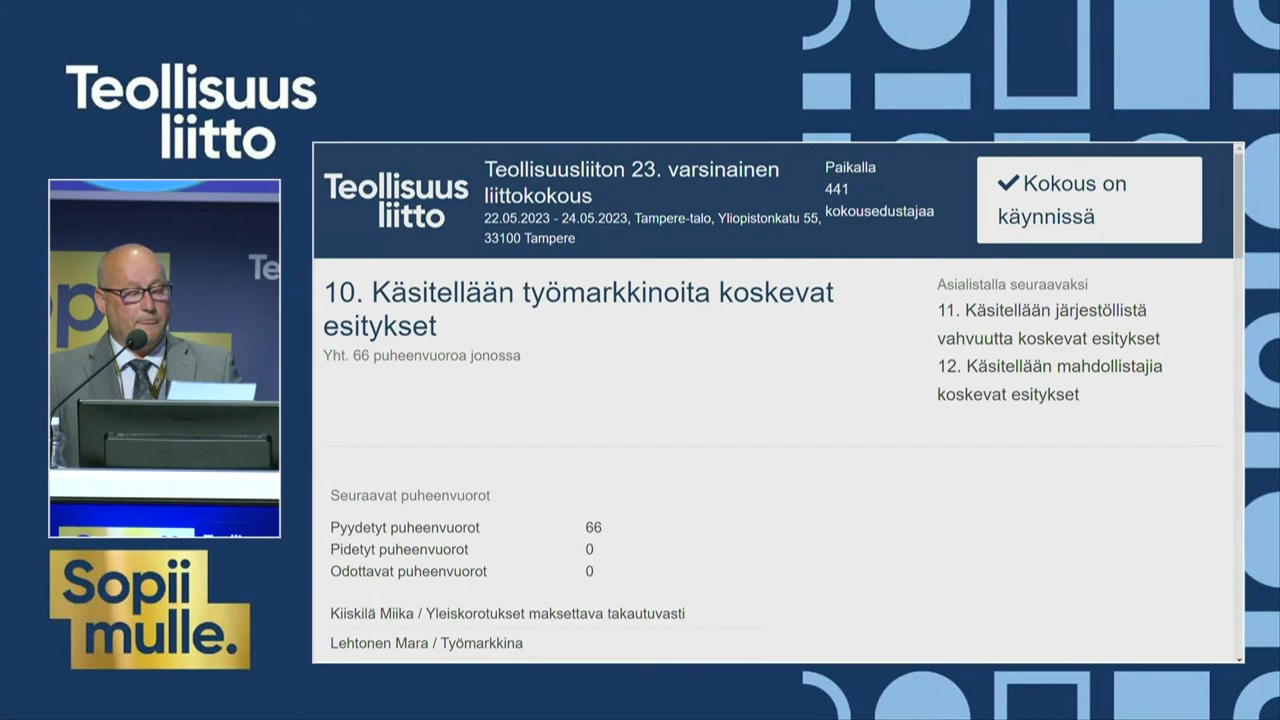 Teollisuus
liitto
Te
op
Sopii
mulle.
Teollisuus
liitto
Teollisuusliiton 23. varsinainen
liittokokous
22.05.2023 - 24.05.2023, Tampere-talo, Yliopistonkatu 55,
33100 Tampere
Paikalla
441
kokousedustajaa
Kokous on
käynnissä
10. Käsitellään työmarkkinoita koskevat
esitykset
Yht. 66 puheenvuoroa jonossa
Asialistalla seuraavaksi
11. Käsitellään järjestöllistä
vahvuutta koskevat esitykset
12. Käsitellään mahdollistajia
koskevat esitykset
Seuraavat puheenvuorot
Pyydetyt puheenvuorot 66
Pidetyt puheenvuorot 0
Odottavat puheenvuorot 0
Kiiskilä Miika / Yleiskorotukset maksettava takautuvasti
Lehtonen Mara / Työmarkkina